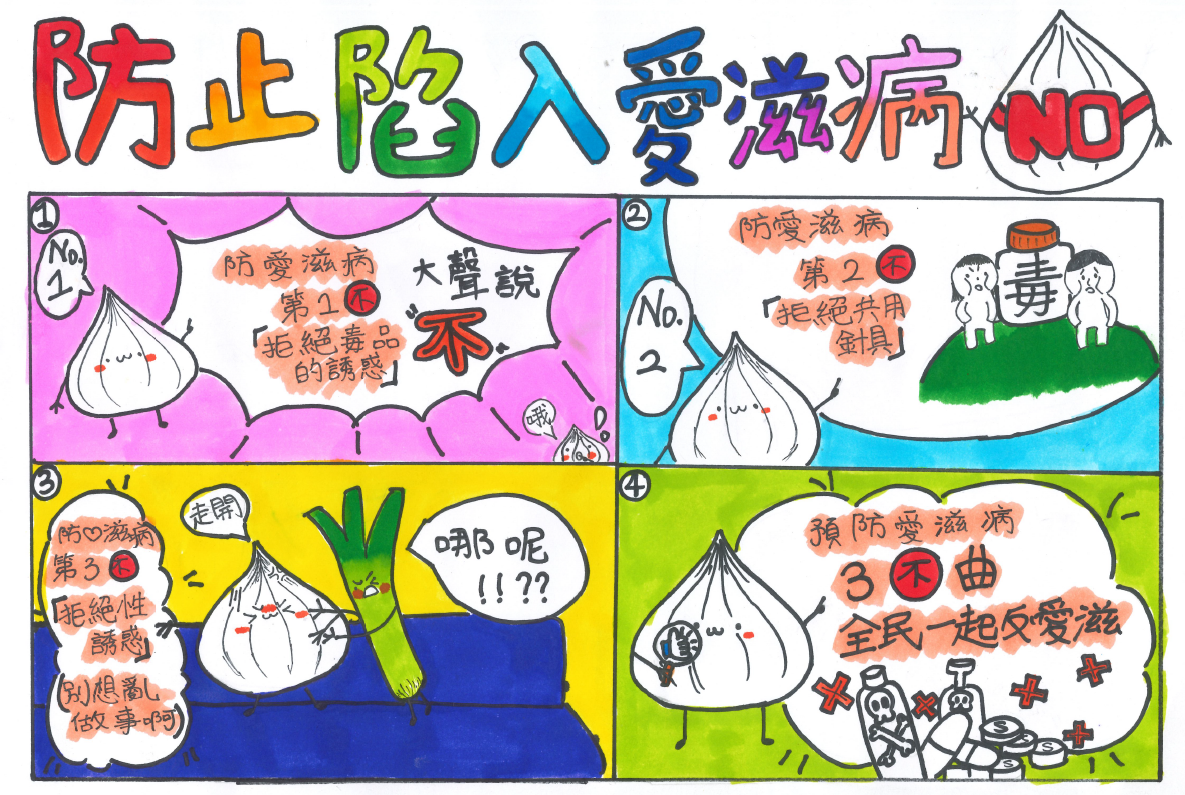 防止陷入愛滋病
NO
①
No.
1
防愛滋病
第1不
「拒絕毒品
的誘惑」
大聲說
"不"
哦
②
No.
2
防愛滋病
第2不
「拒絕共用
針具」
毒
③
防♡滋病
第3不
「拒絕性
誘惑」
(別想亂
做事啊)
走開
哪呢
!!??
④
預防愛滋病
3不曲
全民一起反愛滋
S
S
S
S